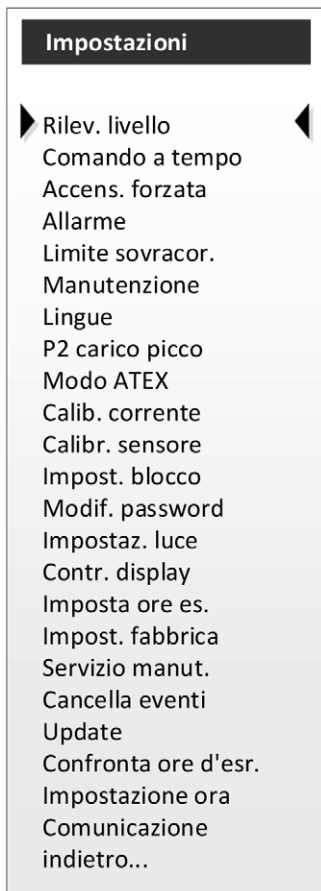 Impostazioni
Rilev. livello
Comando a tempo
Accens. forzata
Allarme
Limite sovracor.
Manutenzione
Lingue
P2 carico picco
Modo ATEX
Calib. corrente
Calibr. sensore
Impost. blocco
Modif. password
Impostaz. luce
Contr. display
Imposta ore es.
Impost. fabbrica
Servizio manut.
Cancella eventi
Update
Confronta ore d'esr.
Impostazione ora
Comunicazione
indietro...